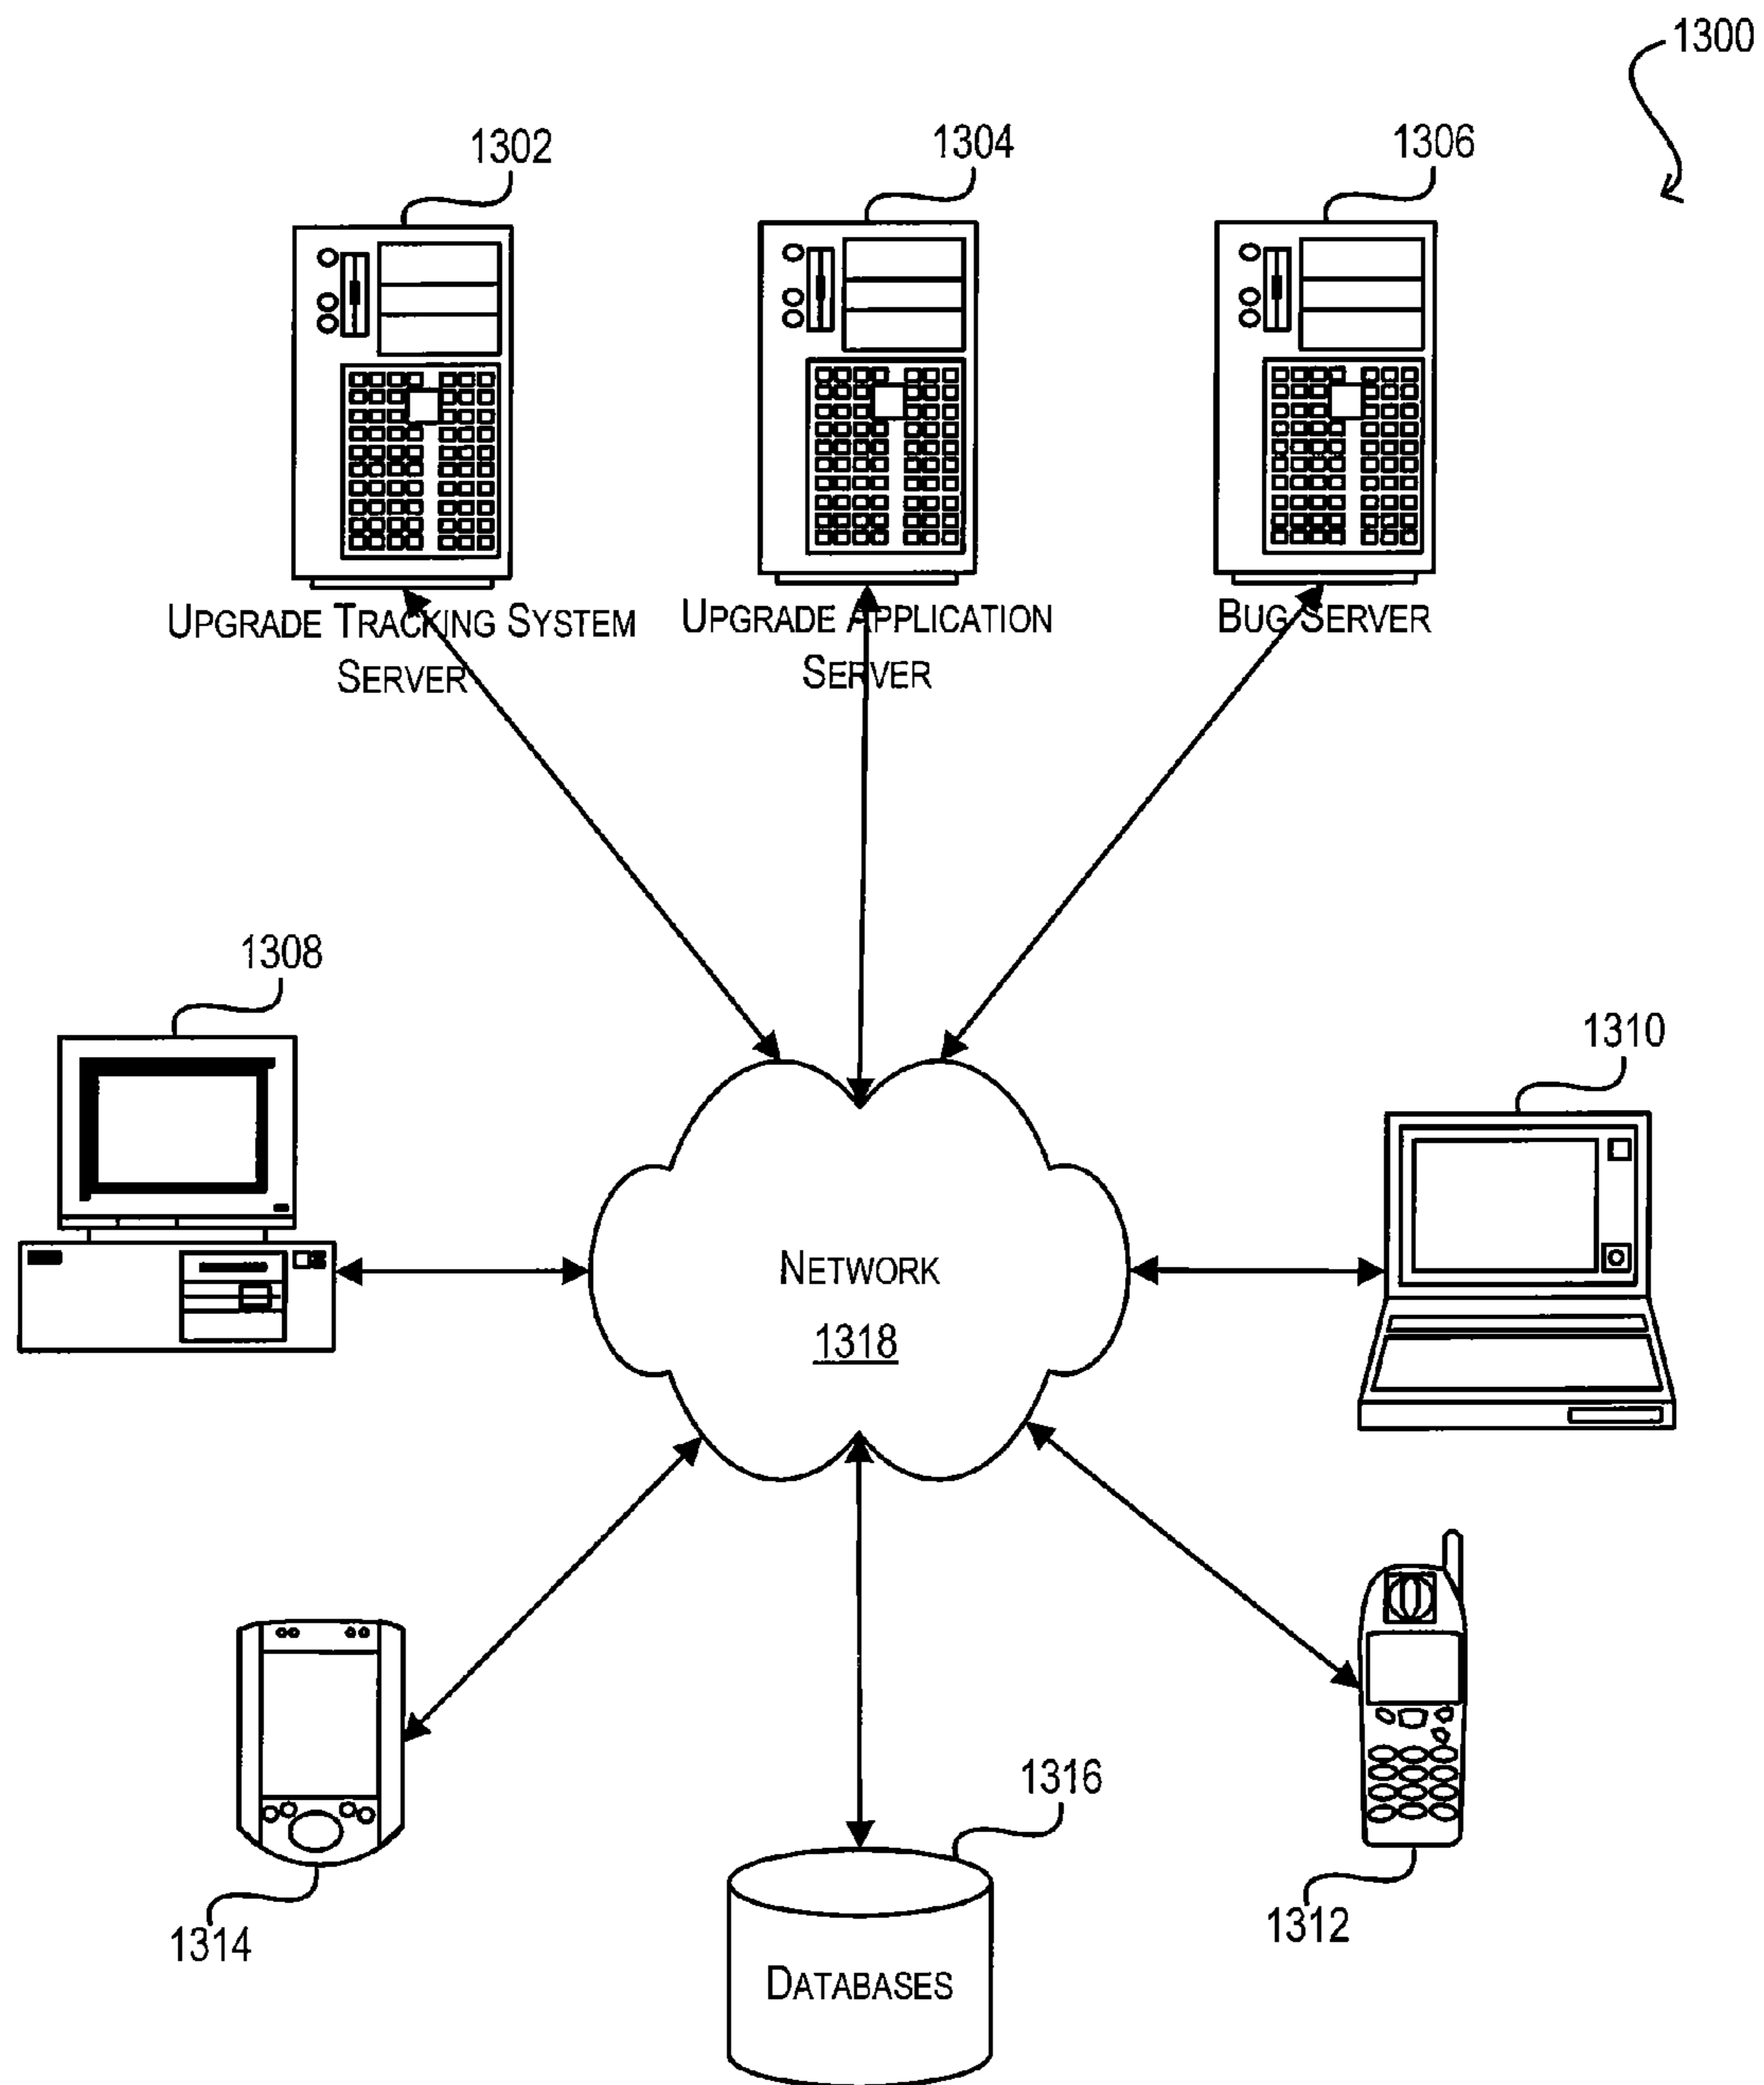 1300
1302
1304
1306
UPGRADE TRACKING SYSTEM
SERVER
UPGRADE APPLICATION
SERVER
BUG SERVER
1308
1310
NETWORK
1318
1316
1314
1312
DATABASES